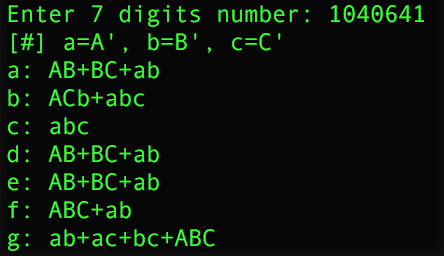 Enter 7 digits number: 1040641
[#] a=A', b=B', c=C'
a: AB+BC+ab
b: ACb+abc
c: abc
d: AB+BC+ab
e: AB+BC+ab
f: ABC+ab
g: ab+ac+bc+ABC